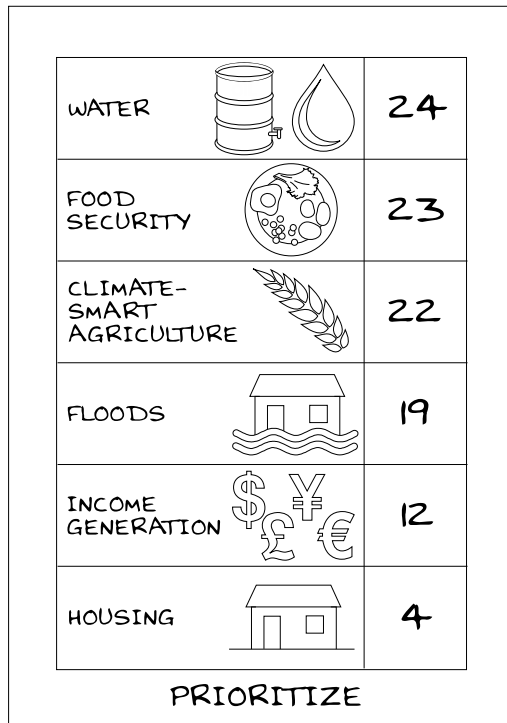 WATER
24
FOOD
SECURITY
23
CLIMATE-
SMART
AGRICULTURE
22
FLOODS
19
INCOME
GENERATION
$ ¥
£ €
12
HOUSING
4
PRIORITIZE